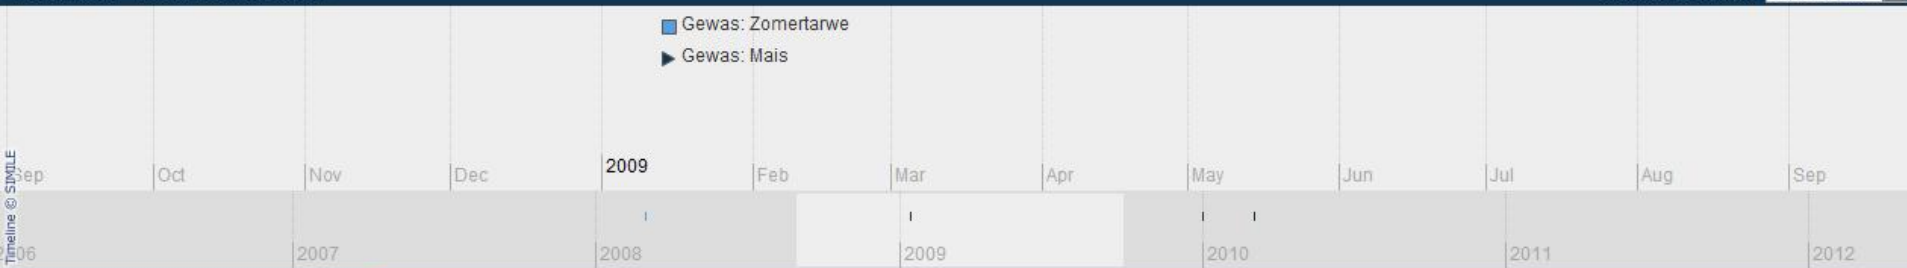 Gewas: Zomertarwe
Gewas: Mais
Sep Oct Nov Dec 2009 Feb Mar Apr May Jun Jul Aug Sep
2007 2008 2009 2010 2011 2012
Timeline © SIMILE